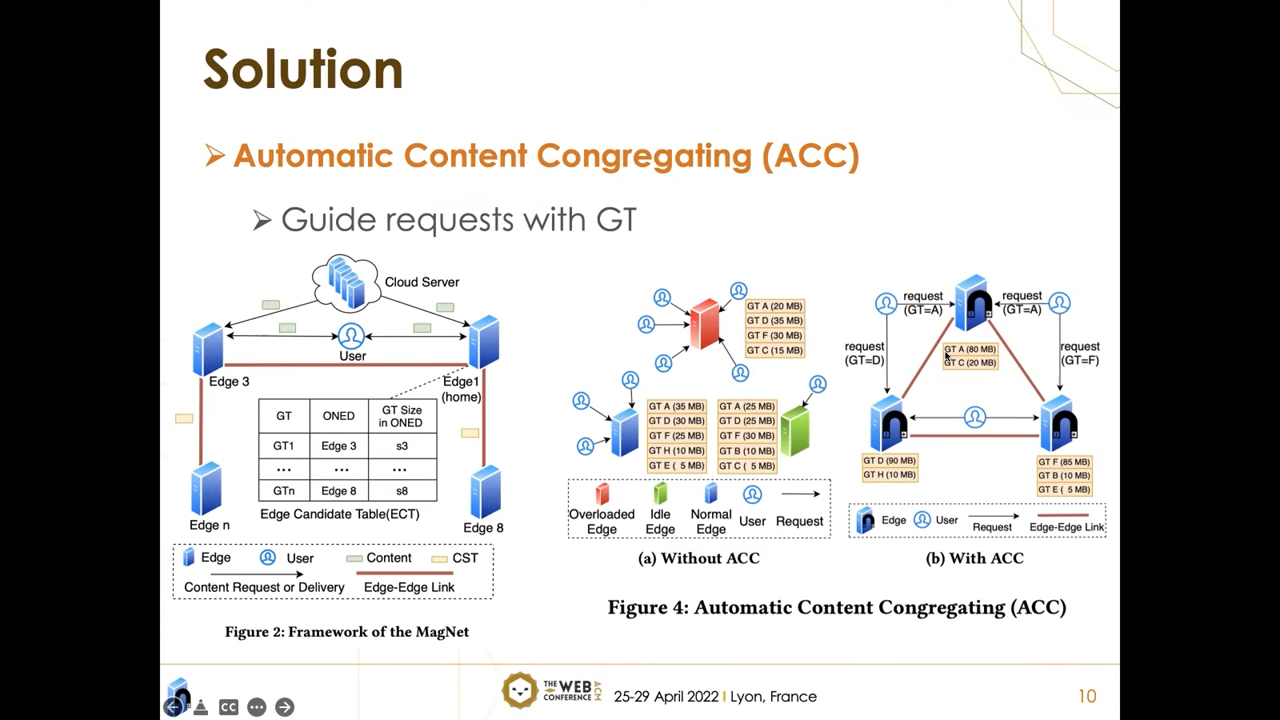 Solution
Automatic Content Congregating (ACC)
Guide requests with GT
Cloud Server
User
Edge 3
Edge1
(home)
GT ONED GT Size in ONED
GT1 Edge 3 s3
... ... ...
GTn Edge 8 s8
Edge Candidate Table(ECT)
Edge n
Edge 8
Edge User Content CST
Content Request or Delivery Edge-Edge Link
Figure 2: Framework of the MagNet
GT A (20 MB)
GT D (35 MB)
GT F (30 MB)
GT C (15 MB)
GT A (35 MB)
GT D (30 MB)
GT F (25 MB)
GT H (10 MB)
GT E ( 5 MB)
GT A (25 MB)
GT D (25 MB)
GT F (30 MB)
GT B (10 MB)
GT C ( 5 MB)
Overloaded Edge
Idle Edge
Normal Edge
User Request
(a) Without ACC
request
(GT=A)
request
(GT=A)
request
(GT=D)
request
(GT=F)
GT A (80 MB)
GT C (20 MB)
GT D (90 MB)
GT H (10 MB)
GT F (85 MB)
GT B (10 MB)
GT E ( 5 MB)
Edge User Request Edge-Edge Link
(b) With ACC
Figure 4: Automatic Content Congregating (ACC)
CC
THE WEB CONFERENCE ACM
25-29 April 2022 I Lyon, France
10